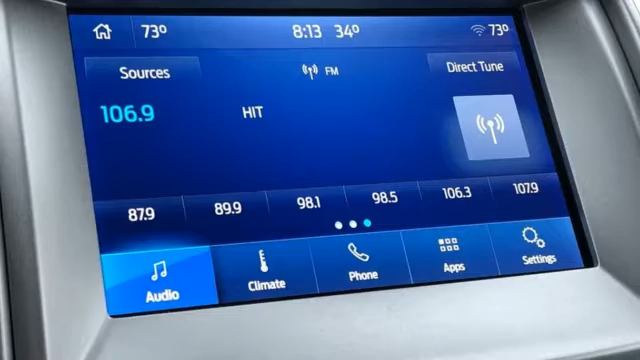 73° 8:13 34° 73°
Sources FM Direct Tune
106.9 HIT
87.9 89.9 98.1 98.5 106.3 107.9
Audio Climate Phone Apps Settings